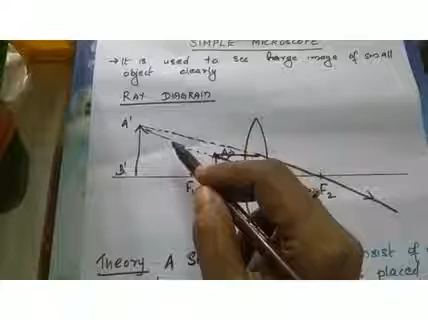 SIMPLE MICROSCOPE
→ It is used to see large image of small
object clearly
RAY DIAGRAM
A'
A
B'
F₁
F₂
Theory A
consist of
placed